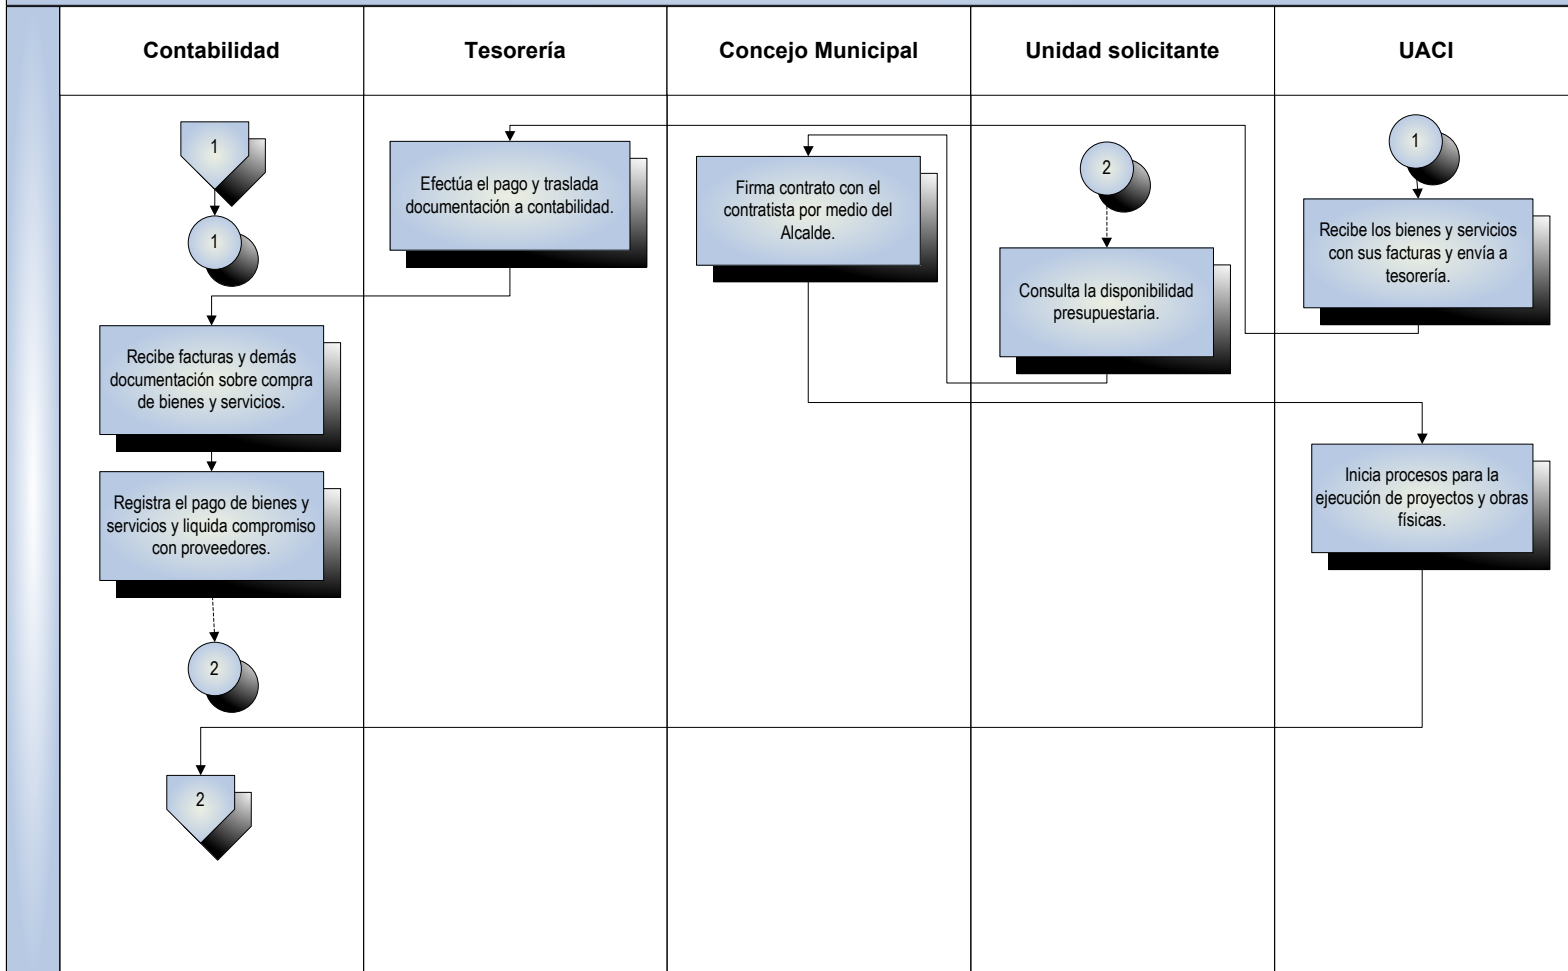 Contabilidad
Tesorería
Concejo Municipal
Unidad solicitante
UACI
1
1
Recibe facturas y demás
documentación sobre compra
de bienes y servicios.
Registra el pago de bienes y
servicios y liquida compromiso
con proveedores.
2
2
Efectúa el pago y traslada
documentación a contabilidad.
Firma contrato con el
contratista por medio del
Alcalde.
2
Consulta la disponibilidad
presupuestaria.
1
Recibe los bienes y servicios
con sus facturas y envía a
tesorería.
Inicia procesos para la
ejecución de proyectos y obras
físicas.